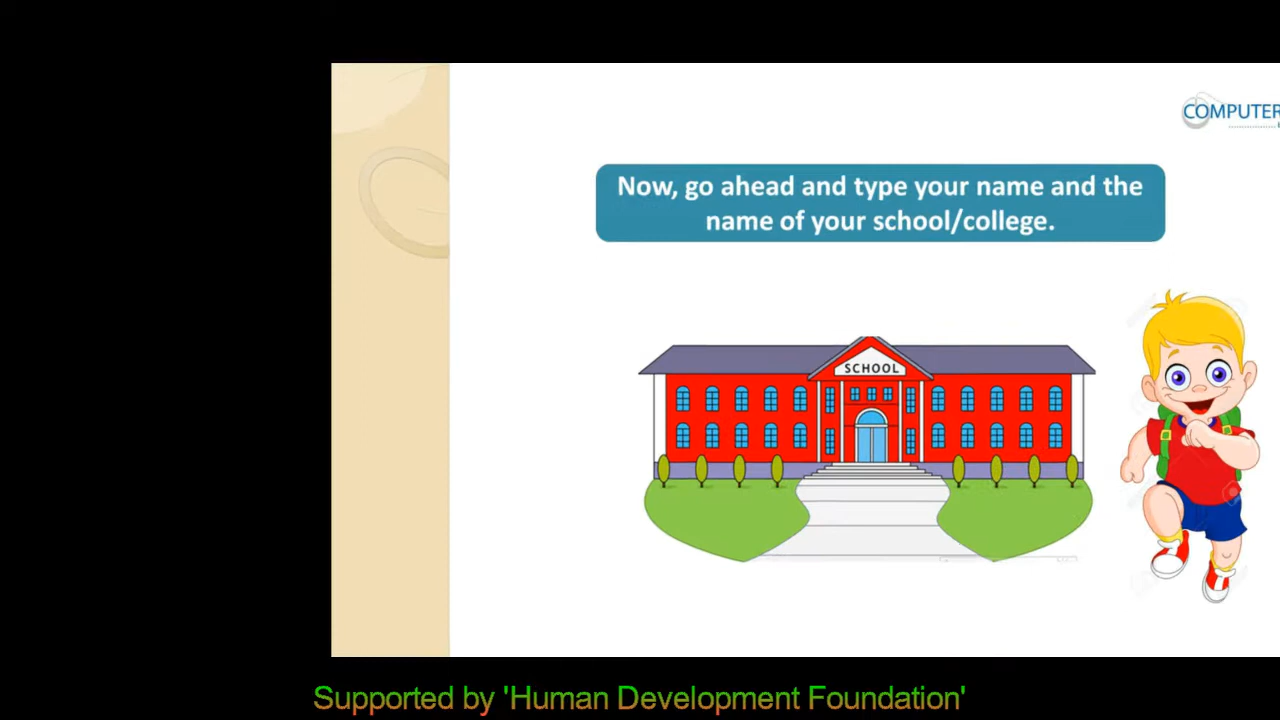 COMPUTER
Now, go ahead and type your name and the
name of your school/college.
SCHOOL
Supported by 'Human Development Foundation'